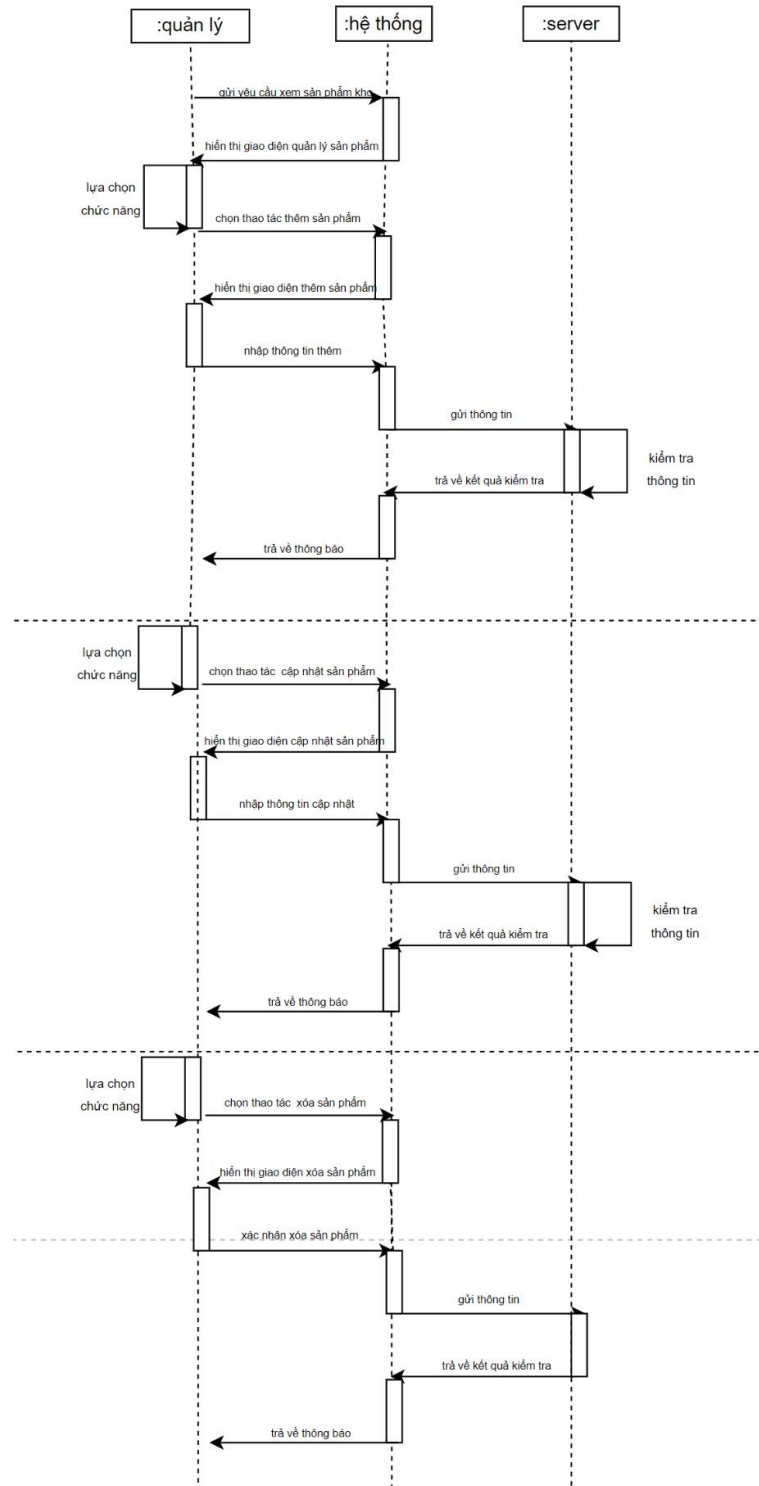 :quản lý
:hệ thống
:server
gửi yêu cầu xem sản phẩm kho
hiển thị giao diện quản lý sản phẩm
lựa chọn
chức năng
chọn thao tác thêm sản phẩm
hiển thị giao diện thêm sản phẩm
nhập thông tin thêm
gửi thông tin
kiểm tra
thông tin
trả về kết quả kiểm tra
trả về thông báo
lựa chọn
chức năng
chọn thao tác cập nhật sản phẩm
hiển thị giao diện cập nhật sản phẩm
nhập thông tin cập nhật
gửi thông tin
kiểm tra
thông tin
trả về kết quả kiểm tra
trả về thông báo
lựa chọn
chức năng
chọn thao tác xóa sản phẩm
hiển thị giao diện xóa sản phẩm
xác nhân xóa sản phẩm
gửi thông tin
trả về kết quả kiểm tra
trả về thông báo